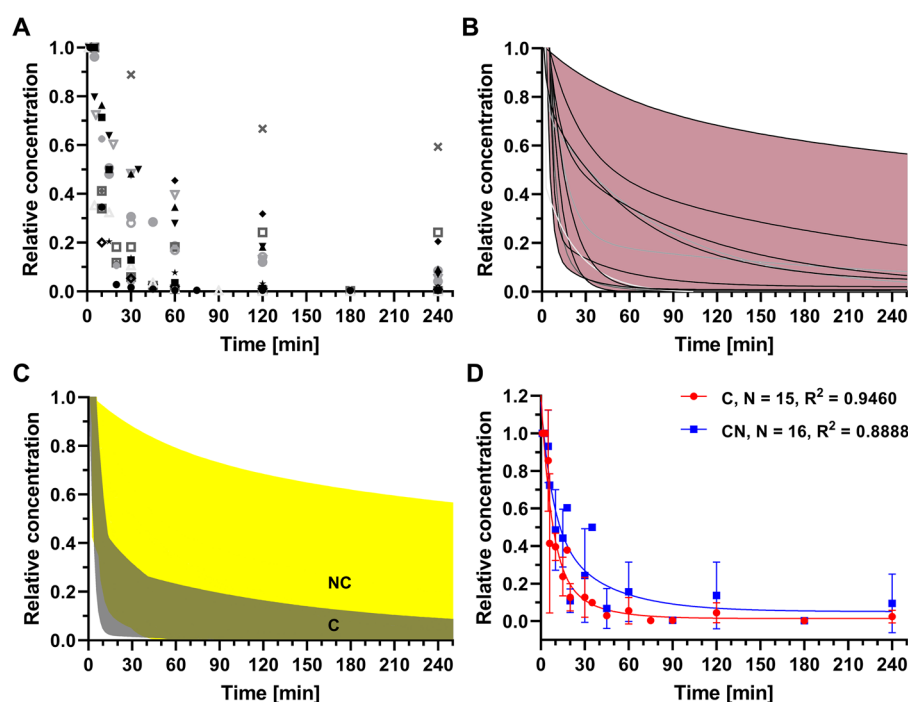 A
Relative concentration
1.0
0.8
0.6
0.4
0.2
0.0
0 30 60 90 120 150 180 210 240
Time [min]
B
Relative concentration
1.0
0.8
0.6
0.4
0.2
0.0
0 30 60 90 120 150 180 210 240
Time [min]
C
Relative concentration
1.0
0.8
0.6
0.4
0.2
0.0
NC
C
0 30 60 90 120 150 180 210 240
Time [min]
D
Relative concentration
1.2
1.0
0.8
0.6
0.4
0.2
0.0
C, N = 15, R² = 0.9460
CN, N = 16, R² = 0.8888
0 30 60 90 120 150 180 210 240
Time [min]